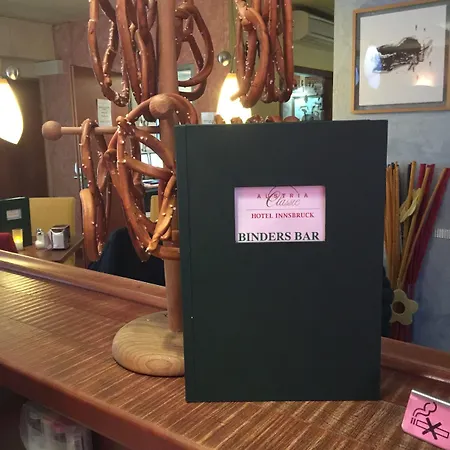 AUSTRIA
Classic
HOTEL INNSBRUCK
BINDERS BAR